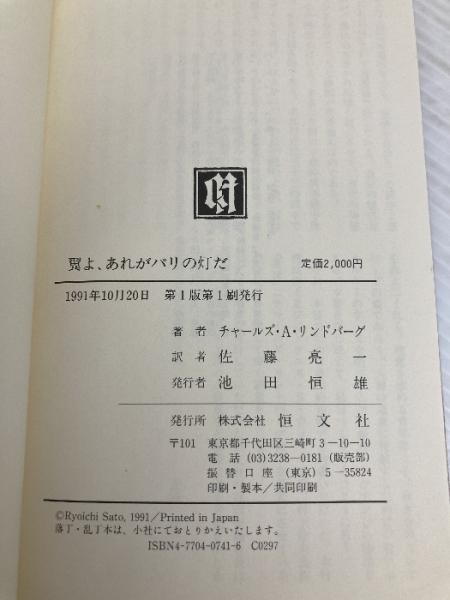 翼よ、あれがパリの灯だ 定価2,000円
1991年10月20日 第1版第1刷発行
著者 チャールズ・A・リンドバーグ
訳者 佐藤亮一
発行者 池田恒雄
発行所 株式会社 恒文社
〒101 東京都千代田区三崎町3-10-10
電話 (03)3238-0181 (販売部)
振替口座 (東京) 5-35824
印刷・製本/共同印刷
©Ryoichi Sato, 1991/Printed in Japan
落丁・乱丁本は、小社にておとりかえいたします。
ISBN4-7704-0741-6 C0297